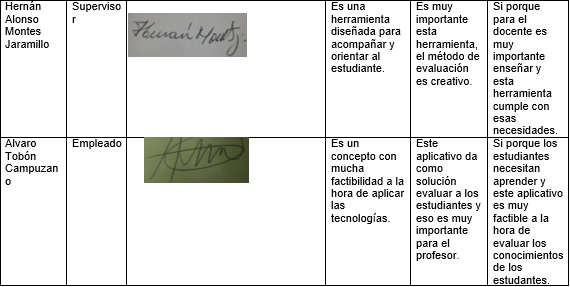 Hernán
Alonso
Montes
Jaramillo
Superviso
r
Hernán Montes
Es una
herramienta
diseñada para
acompañar y
orientar al
estudiante.
Es muy
importante
esta
herramienta,
el método de
evaluación
es creativo.
Si porque
para el
docente es
muy
importante
enseñar y
esta
herramienta
cumple con
esas
necesidades.
Alvaro
Tobón
Campuzan
o
Empleado
Es un
concepto con
mucha
factibilidad a la
hora de aplicar
las
tecnologías.
Este
aplicativo da
como
solución
evaluar a los
estudiantes y
eso es muy
importante
para el
profesor.
Si porque los
estudiantes
necesitan
aprender y
este aplicativo
es muy
factible a la
hora de
evaluar los
conocimientos
de los
estudantes.